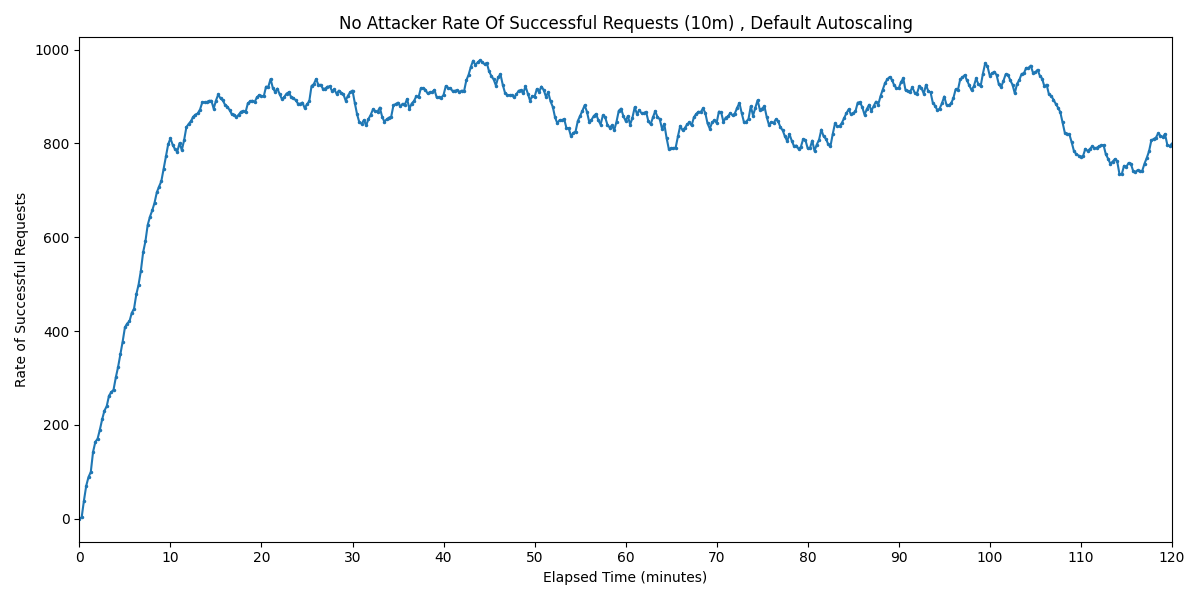 No Attacker Rate Of Successful Requests (10m) , Default Autoscaling
1000
800
600
400
200
0
Rate of Successful Requests
0 10 20 30 40 50 60 70 80 90 100 110 120
Elapsed Time (minutes)